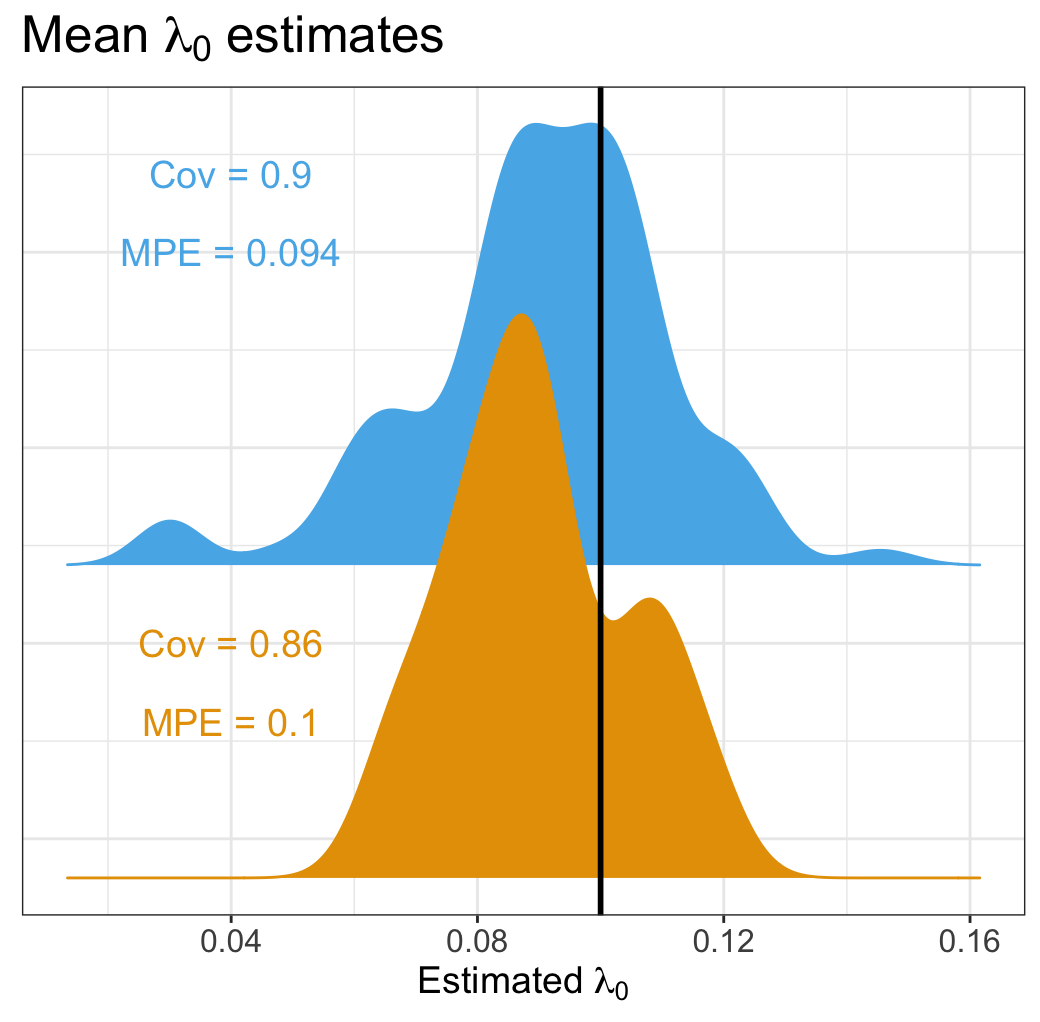 Mean λ₀ estimates
Cov = 0.9
MPE = 0.094
Cov = 0.86
MPE = 0.1
0.04 0.08 0.12 0.16
Estimated λ₀